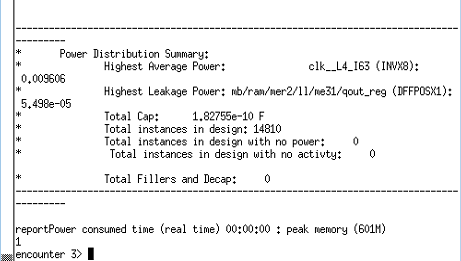 --------------------------------------------------------------------------------
---------
*       Power Distribution Summary:
*               Highest Average Power:               clk__L4_I63 (INVX8):
 0.009606
*               Highest Leakage Power: mb/ram/mer2/ll/me31/qout_reg (DFFPOSX1):
 5.498e-05
*               Total Cap:      1.82755e-10 F
*               Total instances in design: 14810
*               Total instances in design with no power:     0
*                Total instances in design with no activty:     0
*               Total Fillers and Decap:     0
--------------------------------------------------------------------------------
---------
reportPower consumed time (real time) 00:00:00 : peak memory (601M)
1
encounter 3>